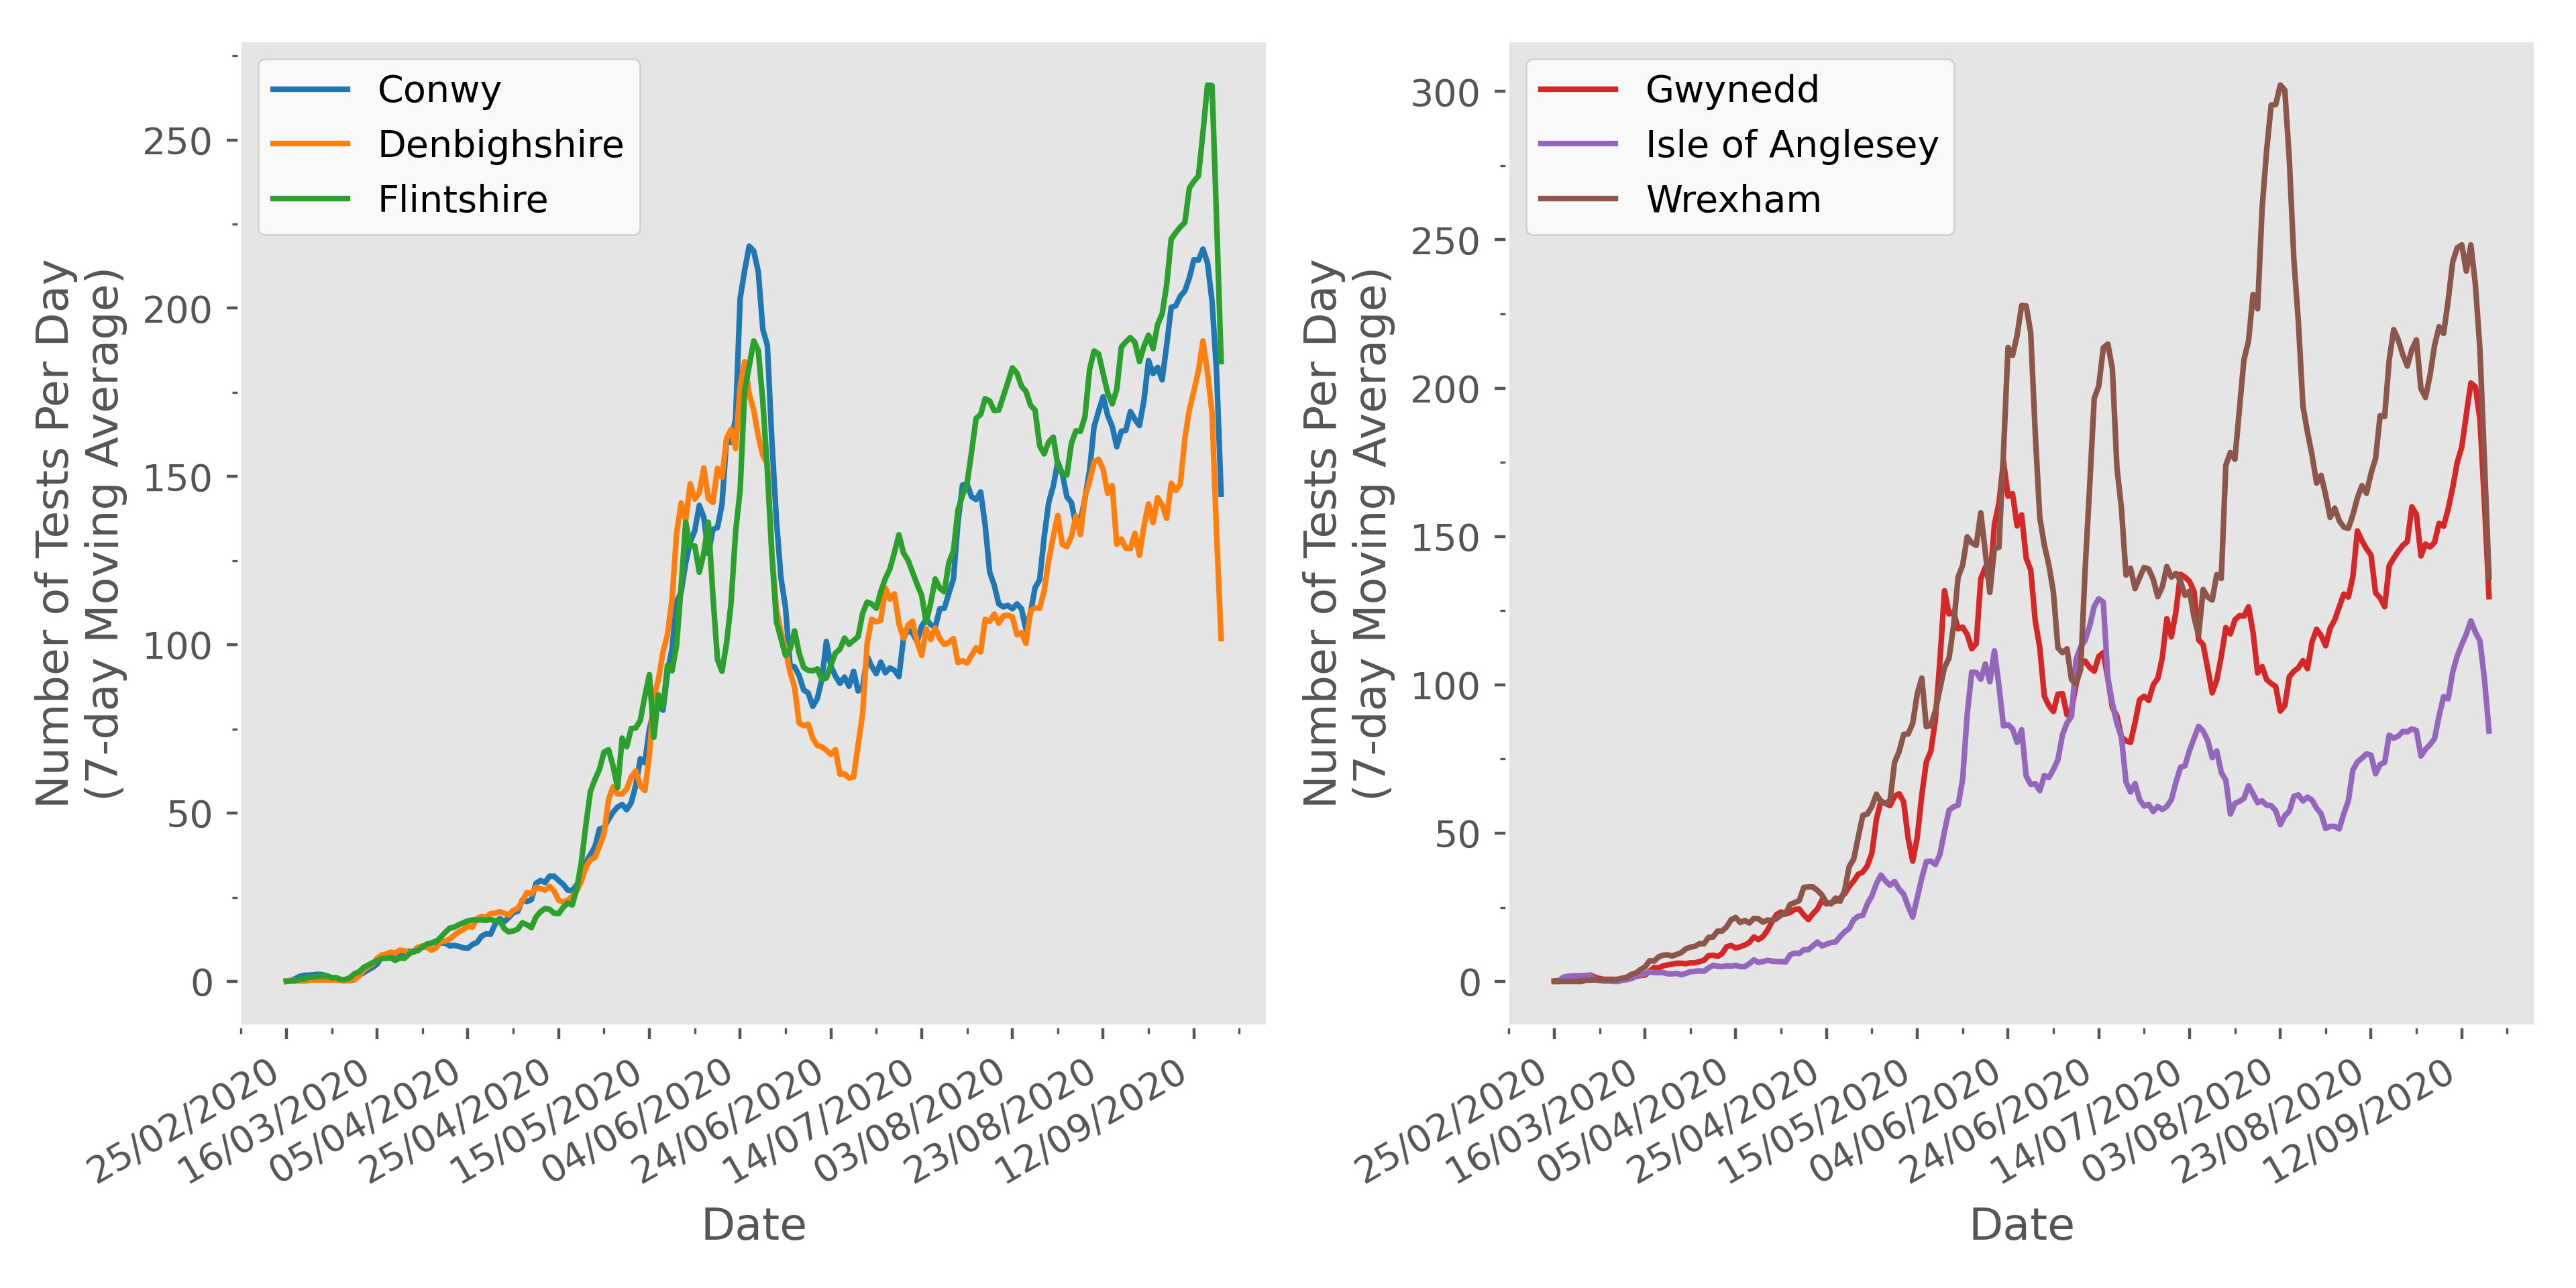 Conwy
Denbighshire
Flintshire
Number of Tests Per Day
(7-day Moving Average)
250
200
150
100
50
0
25/02/2020
16/03/2020
05/04/2020
25/04/2020
15/05/2020
04/06/2020
24/06/2020
14/07/2020
03/08/2020
23/08/2020
12/09/2020
Date
Gwynedd
Isle of Anglesey
Wrexham
Number of Tests Per Day
(7-day Moving Average)
300
250
200
150
100
50
0
25/02/2020
16/03/2020
05/04/2020
25/04/2020
15/05/2020
04/06/2020
24/06/2020
14/07/2020
03/08/2020
23/08/2020
12/09/2020
Date